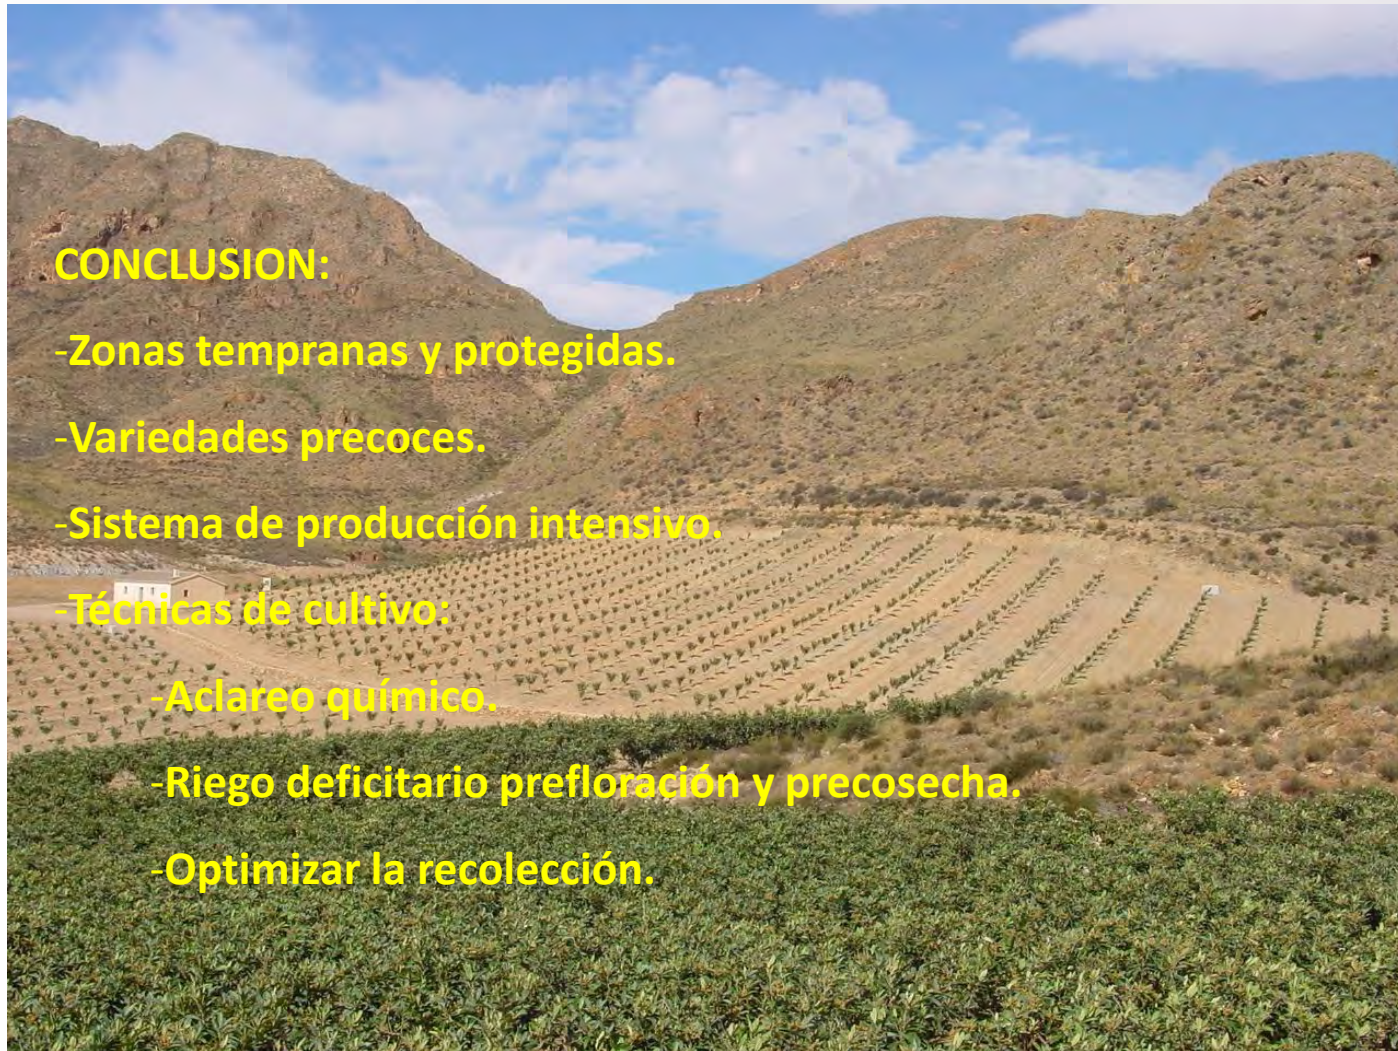 CONCLUSION:
-Zonas tempranas y protegidas.
-Variedades precoces.
-Sistema de producción intensivo.
-Técnicas de cultivo:
-Aclareo químico.
-Riego deficitario prefloración y precosecha.
-Optimizar la recolección.